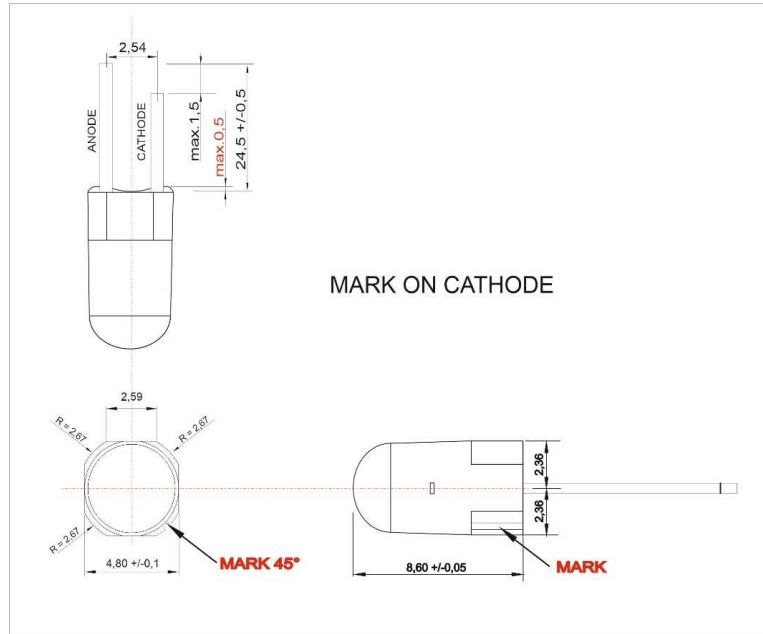 2,54
ANODE
CATHODE
max.1,5
max.0,5
24,5 +/-0,5
MARK ON CATHODE
2,59
R = 2,67
R = 2,67
R = 2,67
4,80 +/-0,1
MARK 45°
2,36
2,36
8,60 +/-0,05
MARK